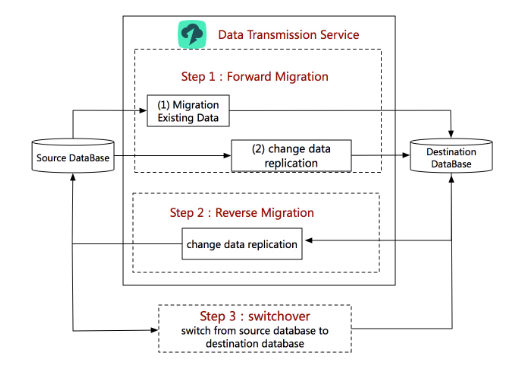 Data Transmission Service
Step 1 : Forward Migration
(1) Migration
Existing Data
Source DataBase
(2) change data
replication
Destination
DataBase
Step 2 : Reverse Migration
change data replication
Step 3 : switchover
switch from source database to
destination database